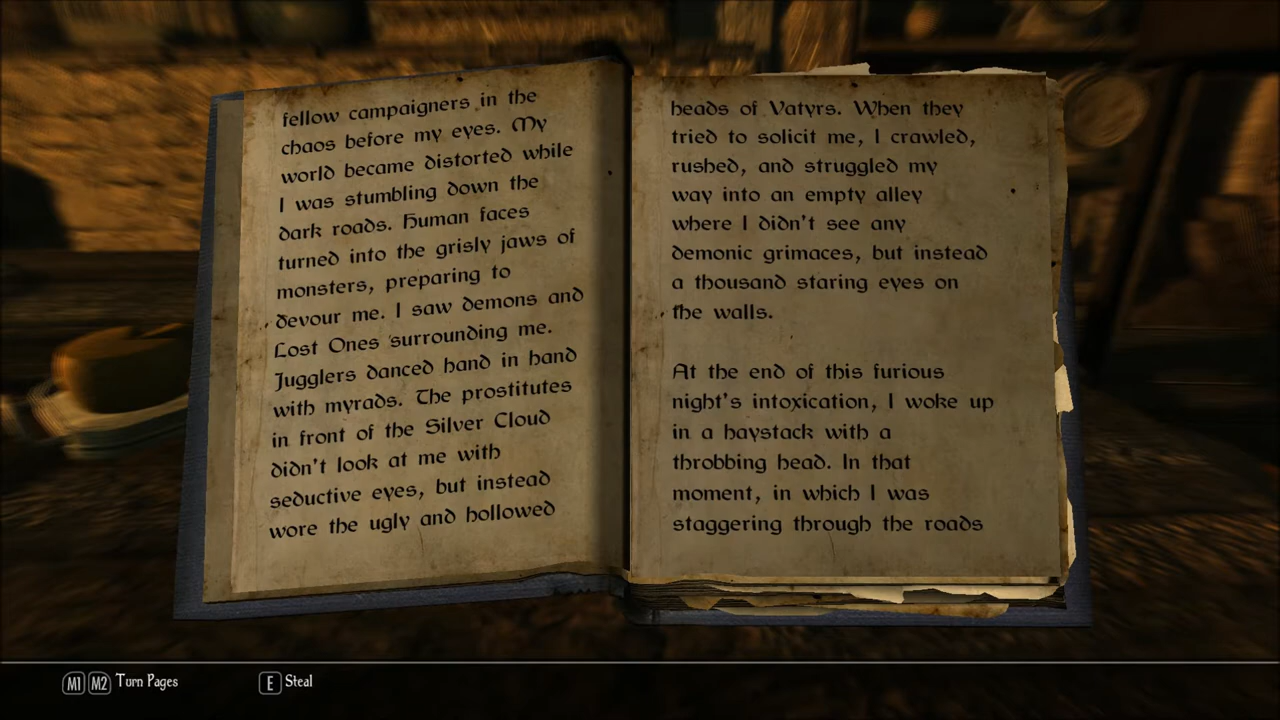 fellow campaigners in the
chaos before my eyes. My
world became distorted while
I was stumbling down the
dark roads. Human faces
turned into the grisly jaws of
monsters, preparing to
devour me. I saw demons and
Lost Ones surrounding me.
Jugglers danced hand in hand
with myrads. The prostitutes
in front of the Silver Cloud
didn't look at me with
seductive eyes, but instead
wore the ugly and hollowed
heads of Vatyrs. When they
tried to solicit me, I crawled,
rushed, and struggled my
way into an empty alley
where I didn't see any
demonic grimaces, but instead
a thousand staring eyes on
the walls.
At the end of this furious
night's intoxication, I woke up
in a haystack with a
throbbing head. In that
moment, in which I was
staggering through the roads
M1 M2 Turn Pages
E Steal